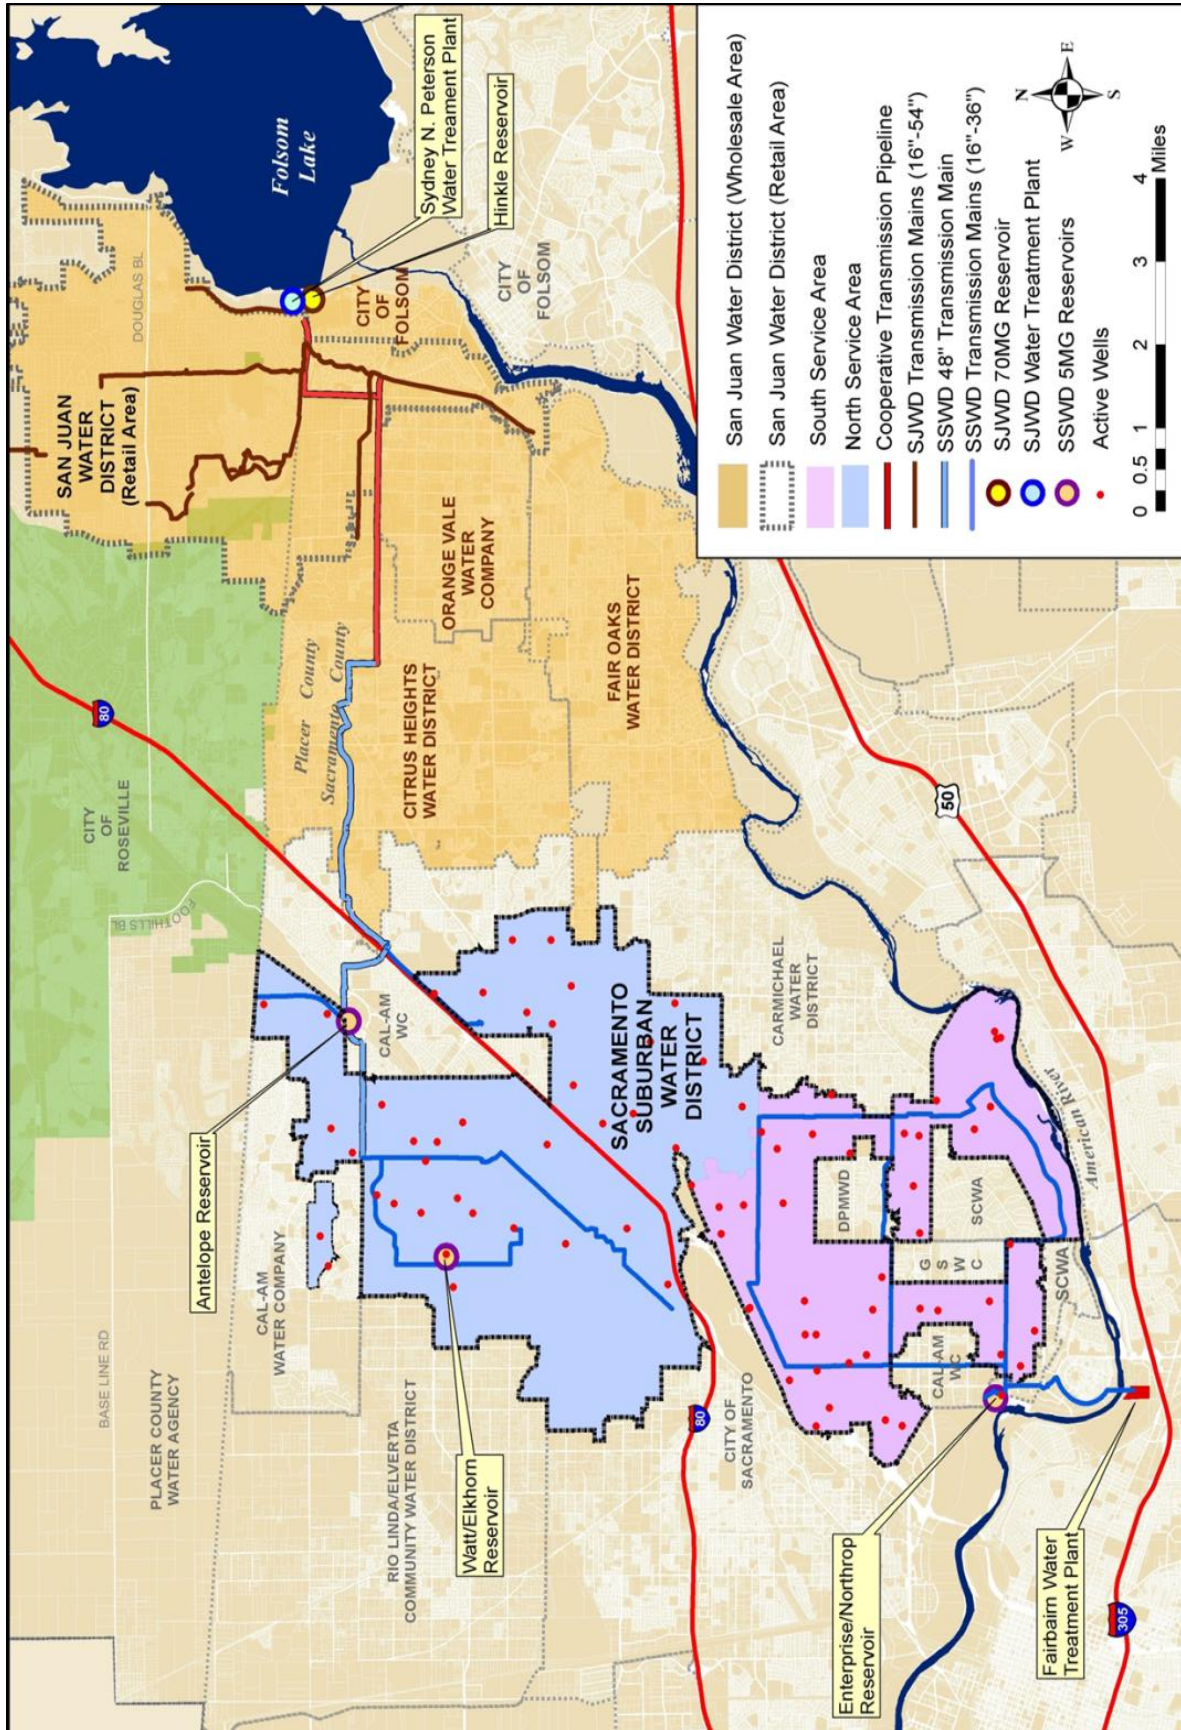 Folsom
Lake
Sydney N. Peterson
Water Treament Plant
Hinkle Reservoir
DOUGLAS BL
SAN JUAN
WATER
DISTRICT
(Retail Area)
CITY
OF
FOLSOM
CITY
OF
FOLSOM
80
CITY
OF
ROSEVILLE
FOOTHILLS BL
Placer County
Sacramento County
ORANGE VALE
WATER
COMPANY
CITRUS HEIGHTS
WATER DISTRICT
FAIR OAKS
WATER DISTRICT
50
Antelope Reservoir
CAL-AM
WC
SACRAMENTO
SUBURBAN
WATER
DISTRICT
CARMICHAEL
WATER
DISTRICT
BASE LINE RD
PLACER COUNTY
WATER AGENCY
CAL-AM
WATER COMPANY
RIO LINDA/ELVERTA
COMMUNITY WATER DISTRICT
Watt/Elkhorn
Reservoir
80
CITY OF
SACRAMENTO
DPMWD
SCWA
G
S
W
C
SCWA
CAL-AM
WC
American River
Enterprise/Northrop
Reservoir
Fairbairn Water
Treatment Plant
305
San Juan Water District (Wholesale Area)
San Juan Water District (Retail Area)
South Service Area
North Service Area
Cooperative Transmission Pipeline
SJWD Transmission Mains (16"-54")
SSWD 48" Transmission Main
SSWD Transmission Mains (16"-36")
SJWD 70MG Reservoir
SJWD Water Treatment Plant
SSWD 5MG Reservoirs
Active Wells
N
W E
S
0 0.5 1 2 3 4
Miles